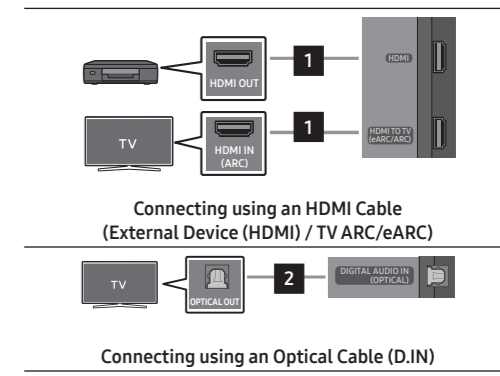 1
HDMI
HDMI OUT
1
TV
HDMI IN
(ARC)
HDMI TO TV
(eARC/ARC)
Connecting using an HDMI Cable
(External Device (HDMI) / TV ARC/eARC)
TV
OPTICAL OUT
2
DIGITAL AUDIO IN
(OPTICAL)
Connecting using an Optical Cable (D.IN)